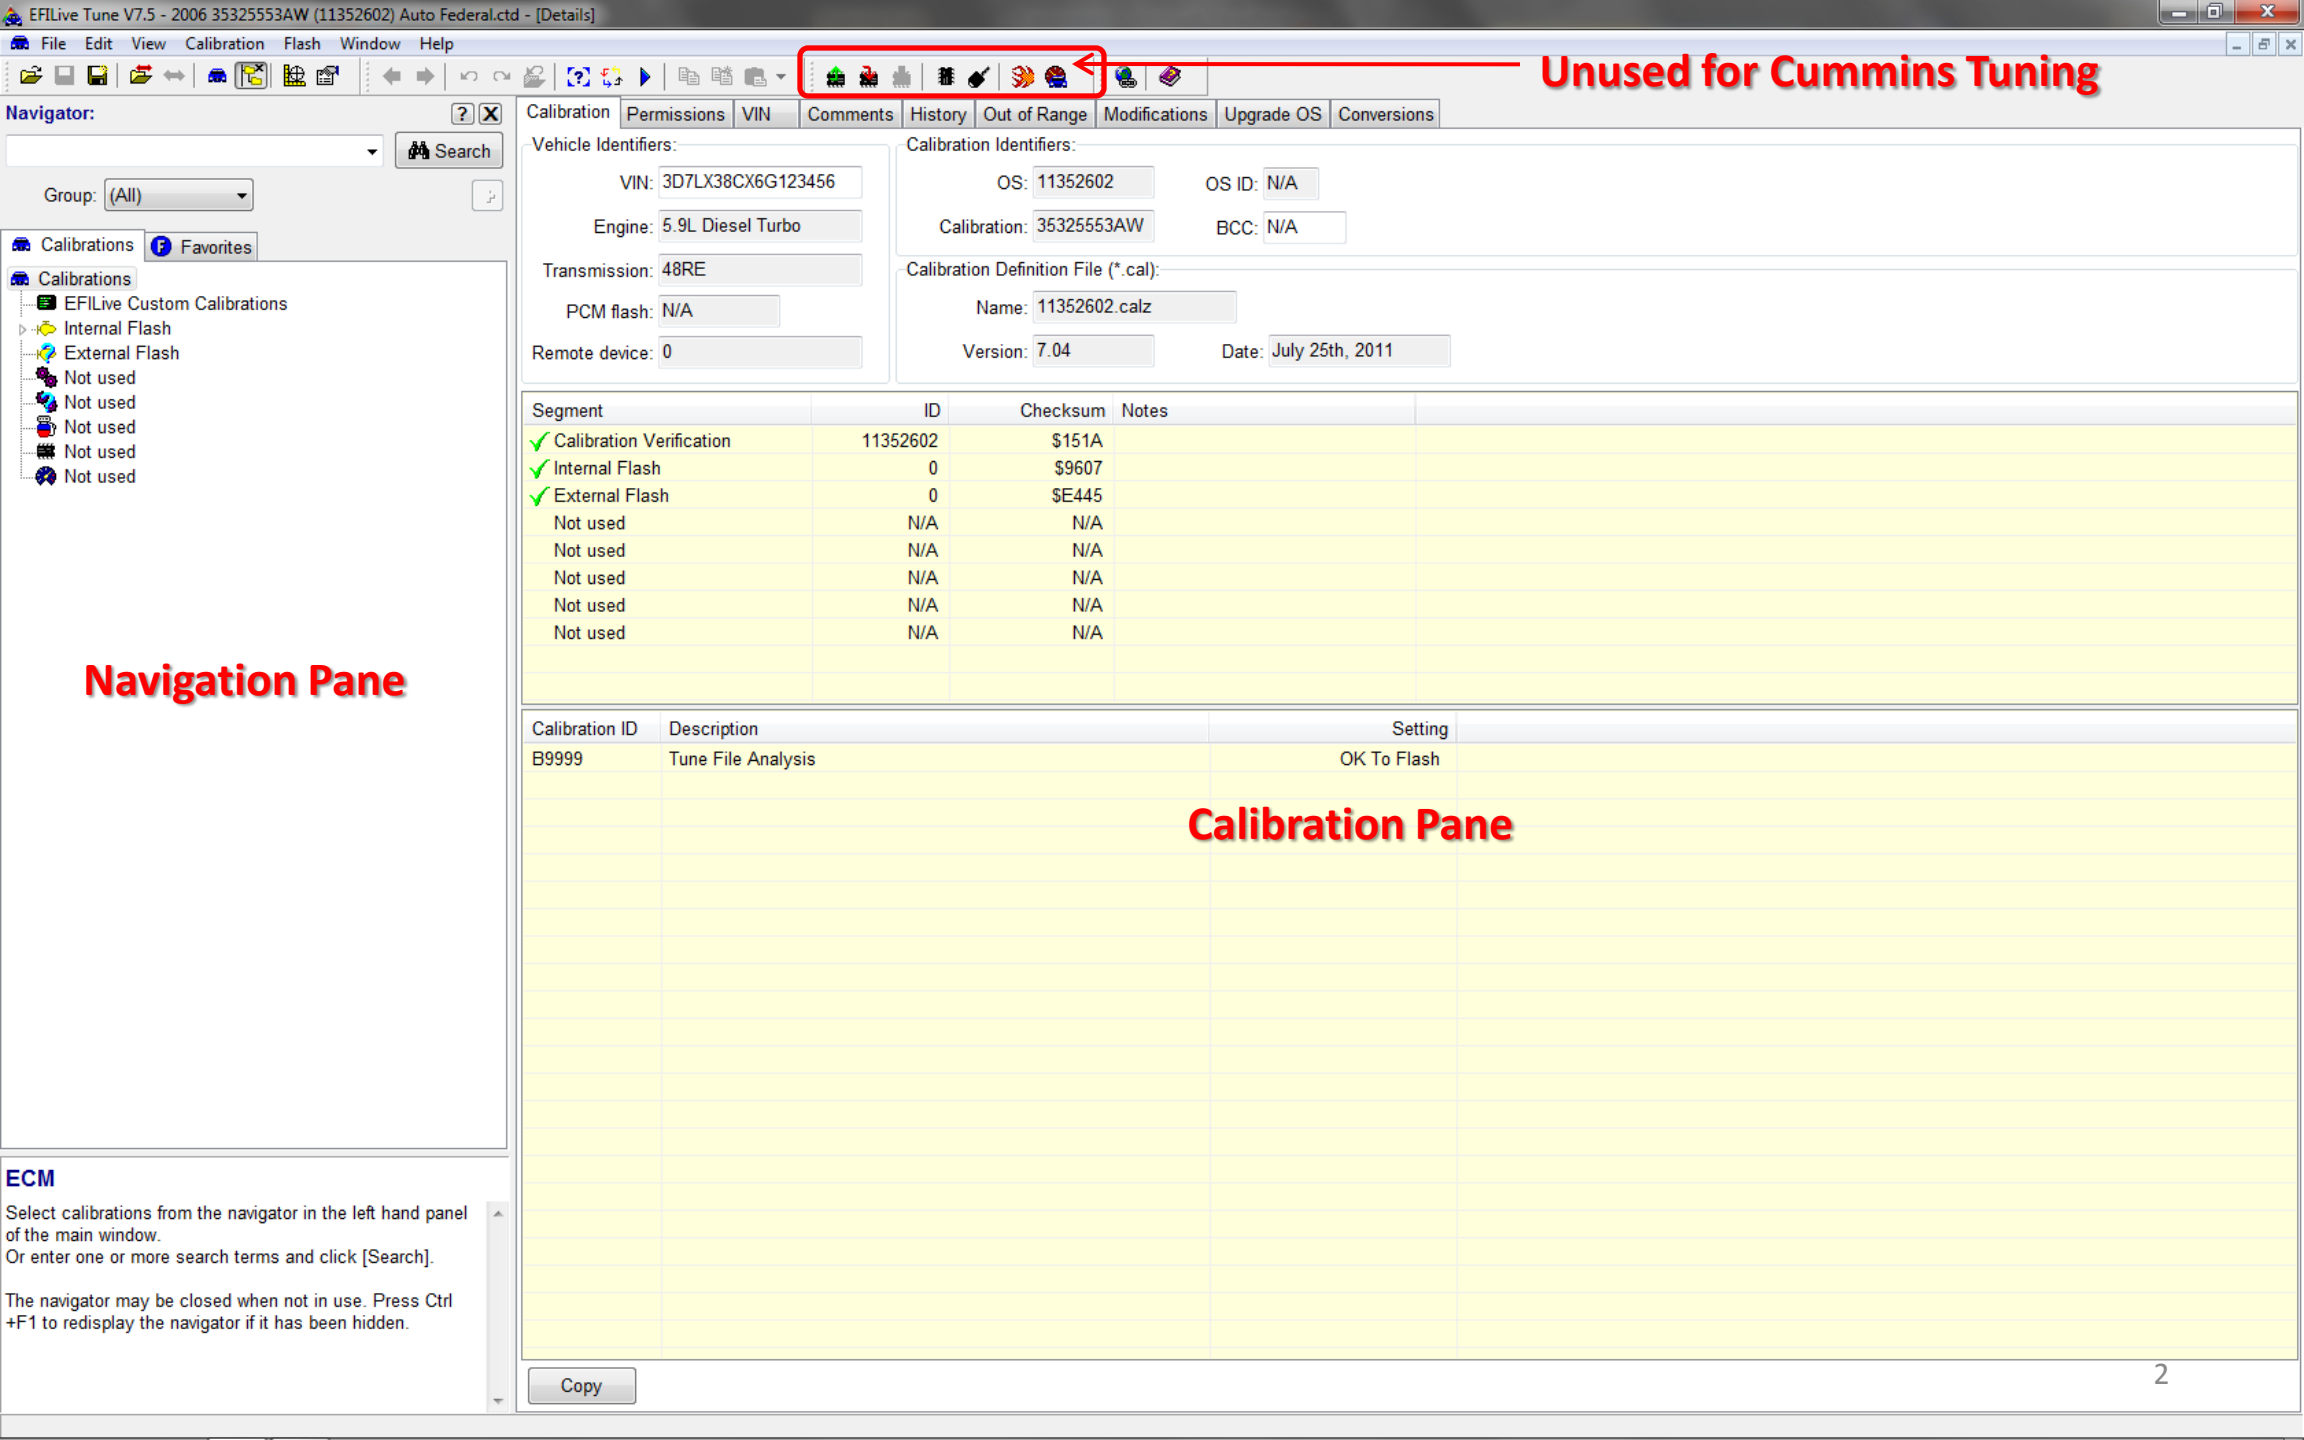 EFILive Tune V7.5 - 2006 35325553AW (11352602) Auto Federal.ctd - [Details]
File Edit View Calibration Flash Window Help
Unused for Cummins Tuning
Navigator:
Search
Group: (All)
Calibrations Favorites
Calibrations
EFILive Custom Calibrations
Internal Flash
External Flash
Not used
Not used
Not used
Not used
Not used
Navigation Pane
ECM
Select calibrations from the navigator in the left hand panel
of the main window.
Or enter one or more search terms and click [Search].
The navigator may be closed when not in use. Press Ctrl
+F1 to redisplay the navigator if it has been hidden.
Calibration Permissions VIN Comments History Out of Range Modifications Upgrade OS Conversions
Vehicle Identifiers:
VIN: 3D7LX38CX6G123456
Engine: 5.9L Diesel Turbo
Transmission: 48RE
PCM flash: N/A
Remote device: 0
Calibration Identifiers:
OS: 11352602 OS ID: N/A
Calibration: 35325553AW BCC: N/A
Calibration Definition File (*.cal):
Name: 11352602.calz
Version: 7.04 Date: July 25th, 2011
Segment ID Checksum Notes
Calibration Verification 11352602 $151A
Internal Flash 0 $9607
External Flash 0 $E445
Not used N/A N/A
Not used N/A N/A
Not used N/A N/A
Not used N/A N/A
Not used N/A N/A
Calibration ID Description Setting
B9999 Tune File Analysis OK To Flash
Calibration Pane
Copy
2